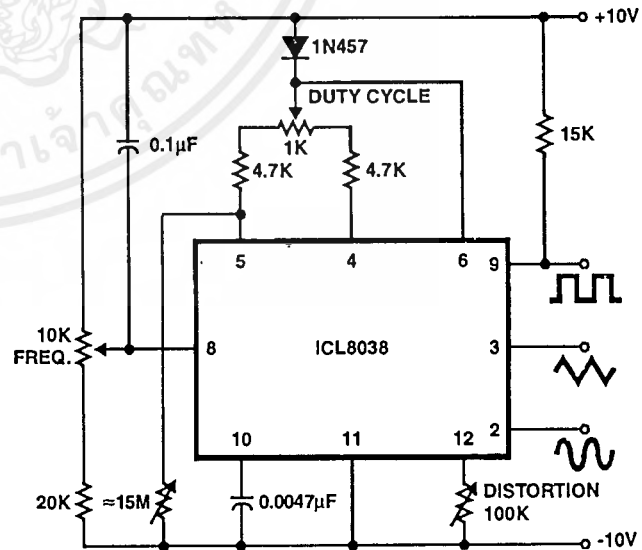 +10V
1N457
DUTY CYCLE
1K
0.1µF
4.7K
4.7K
15K
5
4
6
9
10K
FREQ.
8
ICL8038
3
2
10
11
12
20K
≈15M
0.0047µF
DISTORTION
100K
-10V